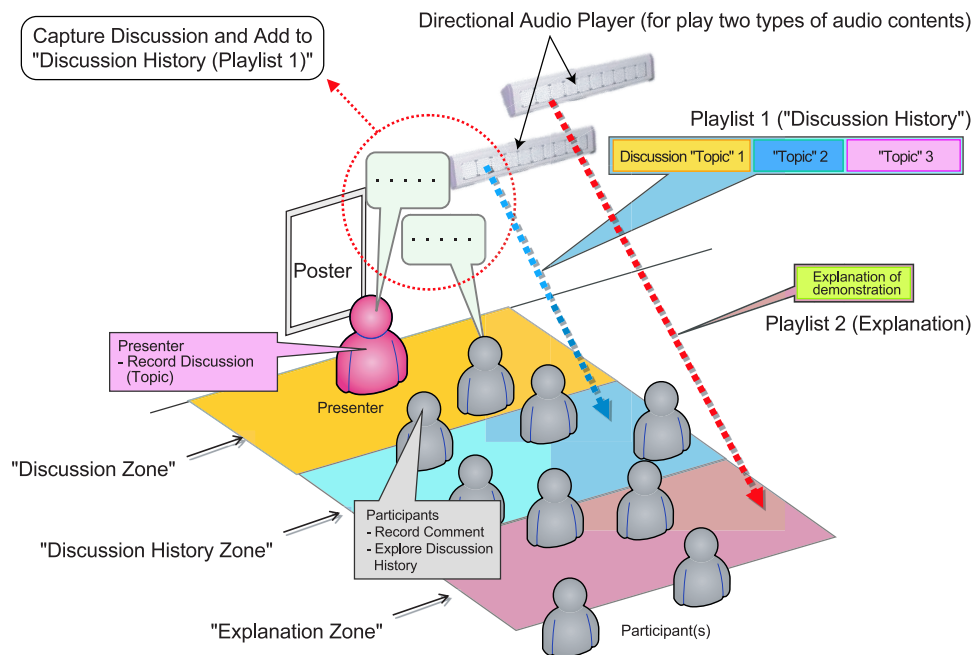 Directional Audio Player (for play two types of audio contents)
Capture Discussion and Add to
"Discussion History (Playlist 1)"
Playlist 1 ("Discussion History")
Discussion "Topic" 1
"Topic" 2
"Topic" 3
. . . . .
. . . . .
Poster
Explanation of
demonstration
Playlist 2 (Explanation)
Presenter
- Record Discussion
(Topic)
Presenter
"Discussion Zone"
Participants
- Record Comment
- Explore Discussion
History
"Discussion History Zone"
"Explanation Zone"
Participant(s)